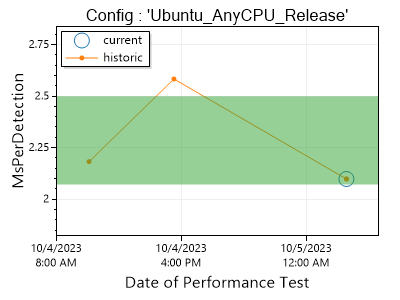 Config : 'Ubuntu_AnyCPU_Release'
current
historic
MsPerDetection
2.75
2.5
2.25
2
10/4/2023
8:00 AM
10/4/2023
4:00 PM
10/5/2023
12:00 AM
Date of Performance Test